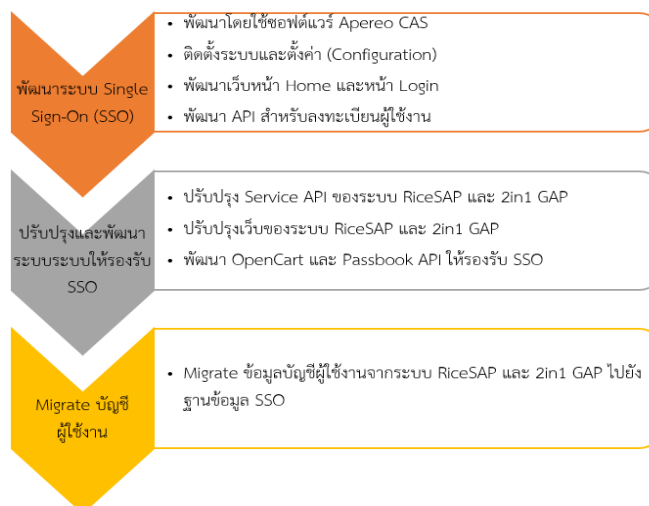 พัฒนาระบบ Single
Sign-On (SSO)
• พัฒนาโดยใช้ซอฟต์แวร์ Apereo CAS
• ติดตั้งระบบและตั้งค่า (Configuration)
• พัฒนาเว็บหน้า Home และหน้า Login
• พัฒนา API สำหรับลงทะเบียนผู้ใช้งาน
ปรับปรุงและพัฒนา
ระบบระบบให้รองรับ
SSO
• ปรับปรุง Service API ของระบบ RiceSAP และ 2in1 GAP
• ปรับปรุงเว็บของระบบ RiceSAP และ 2in1 GAP
• พัฒนา OpenCart และ Passbook API ให้รองรับ SSO
Migrate บัญชี
ผู้ใช้งาน
• Migrate ข้อมูลบัญชีผู้ใช้งานจากระบบ RiceSAP และ 2in1 GAP ไปยัง
ฐานข้อมูล SSO